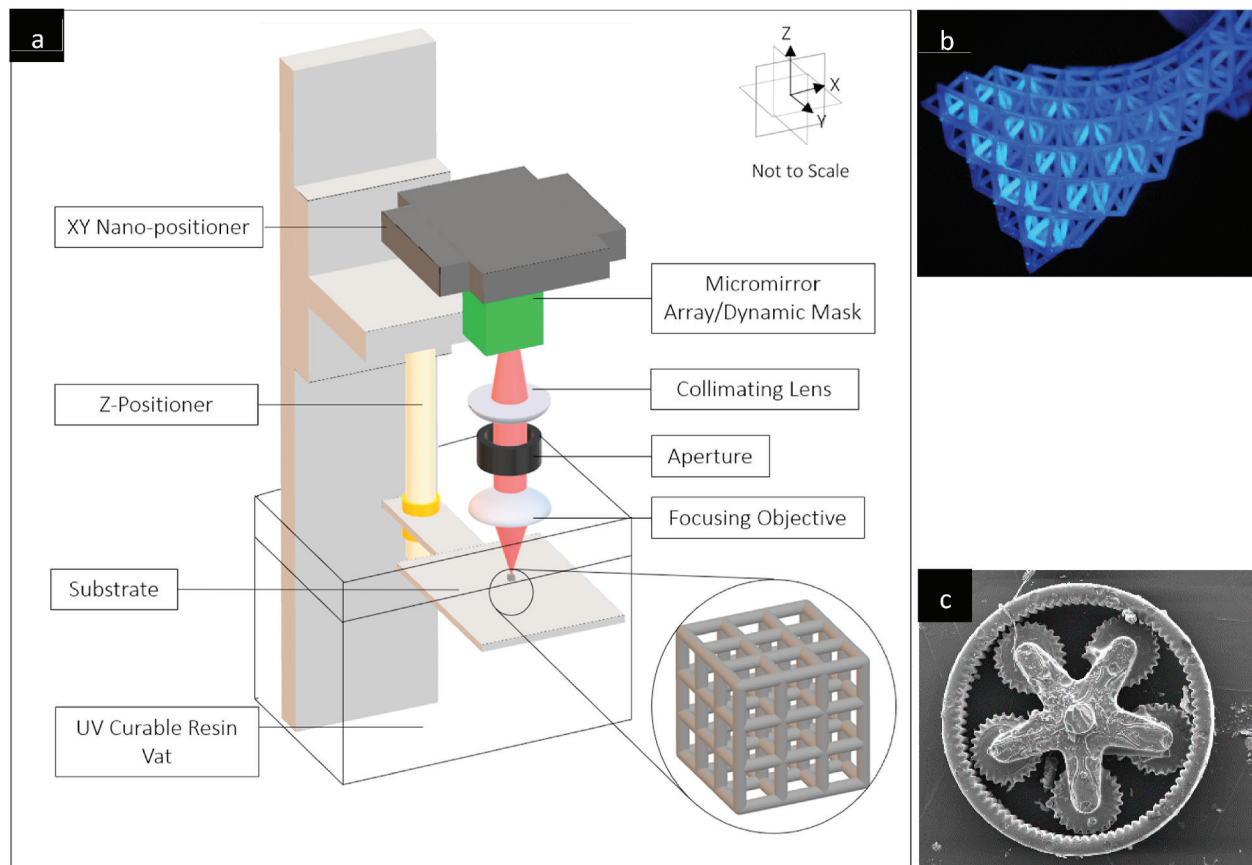 a
Z
X
Y
Not to Scale
XY Nano-positioner
Micromirror
Array/Dynamic Mask
Z-Positioner
Collimating Lens
Aperture
Focusing Objective
Substrate
UV Curable Resin
Vat
b
c